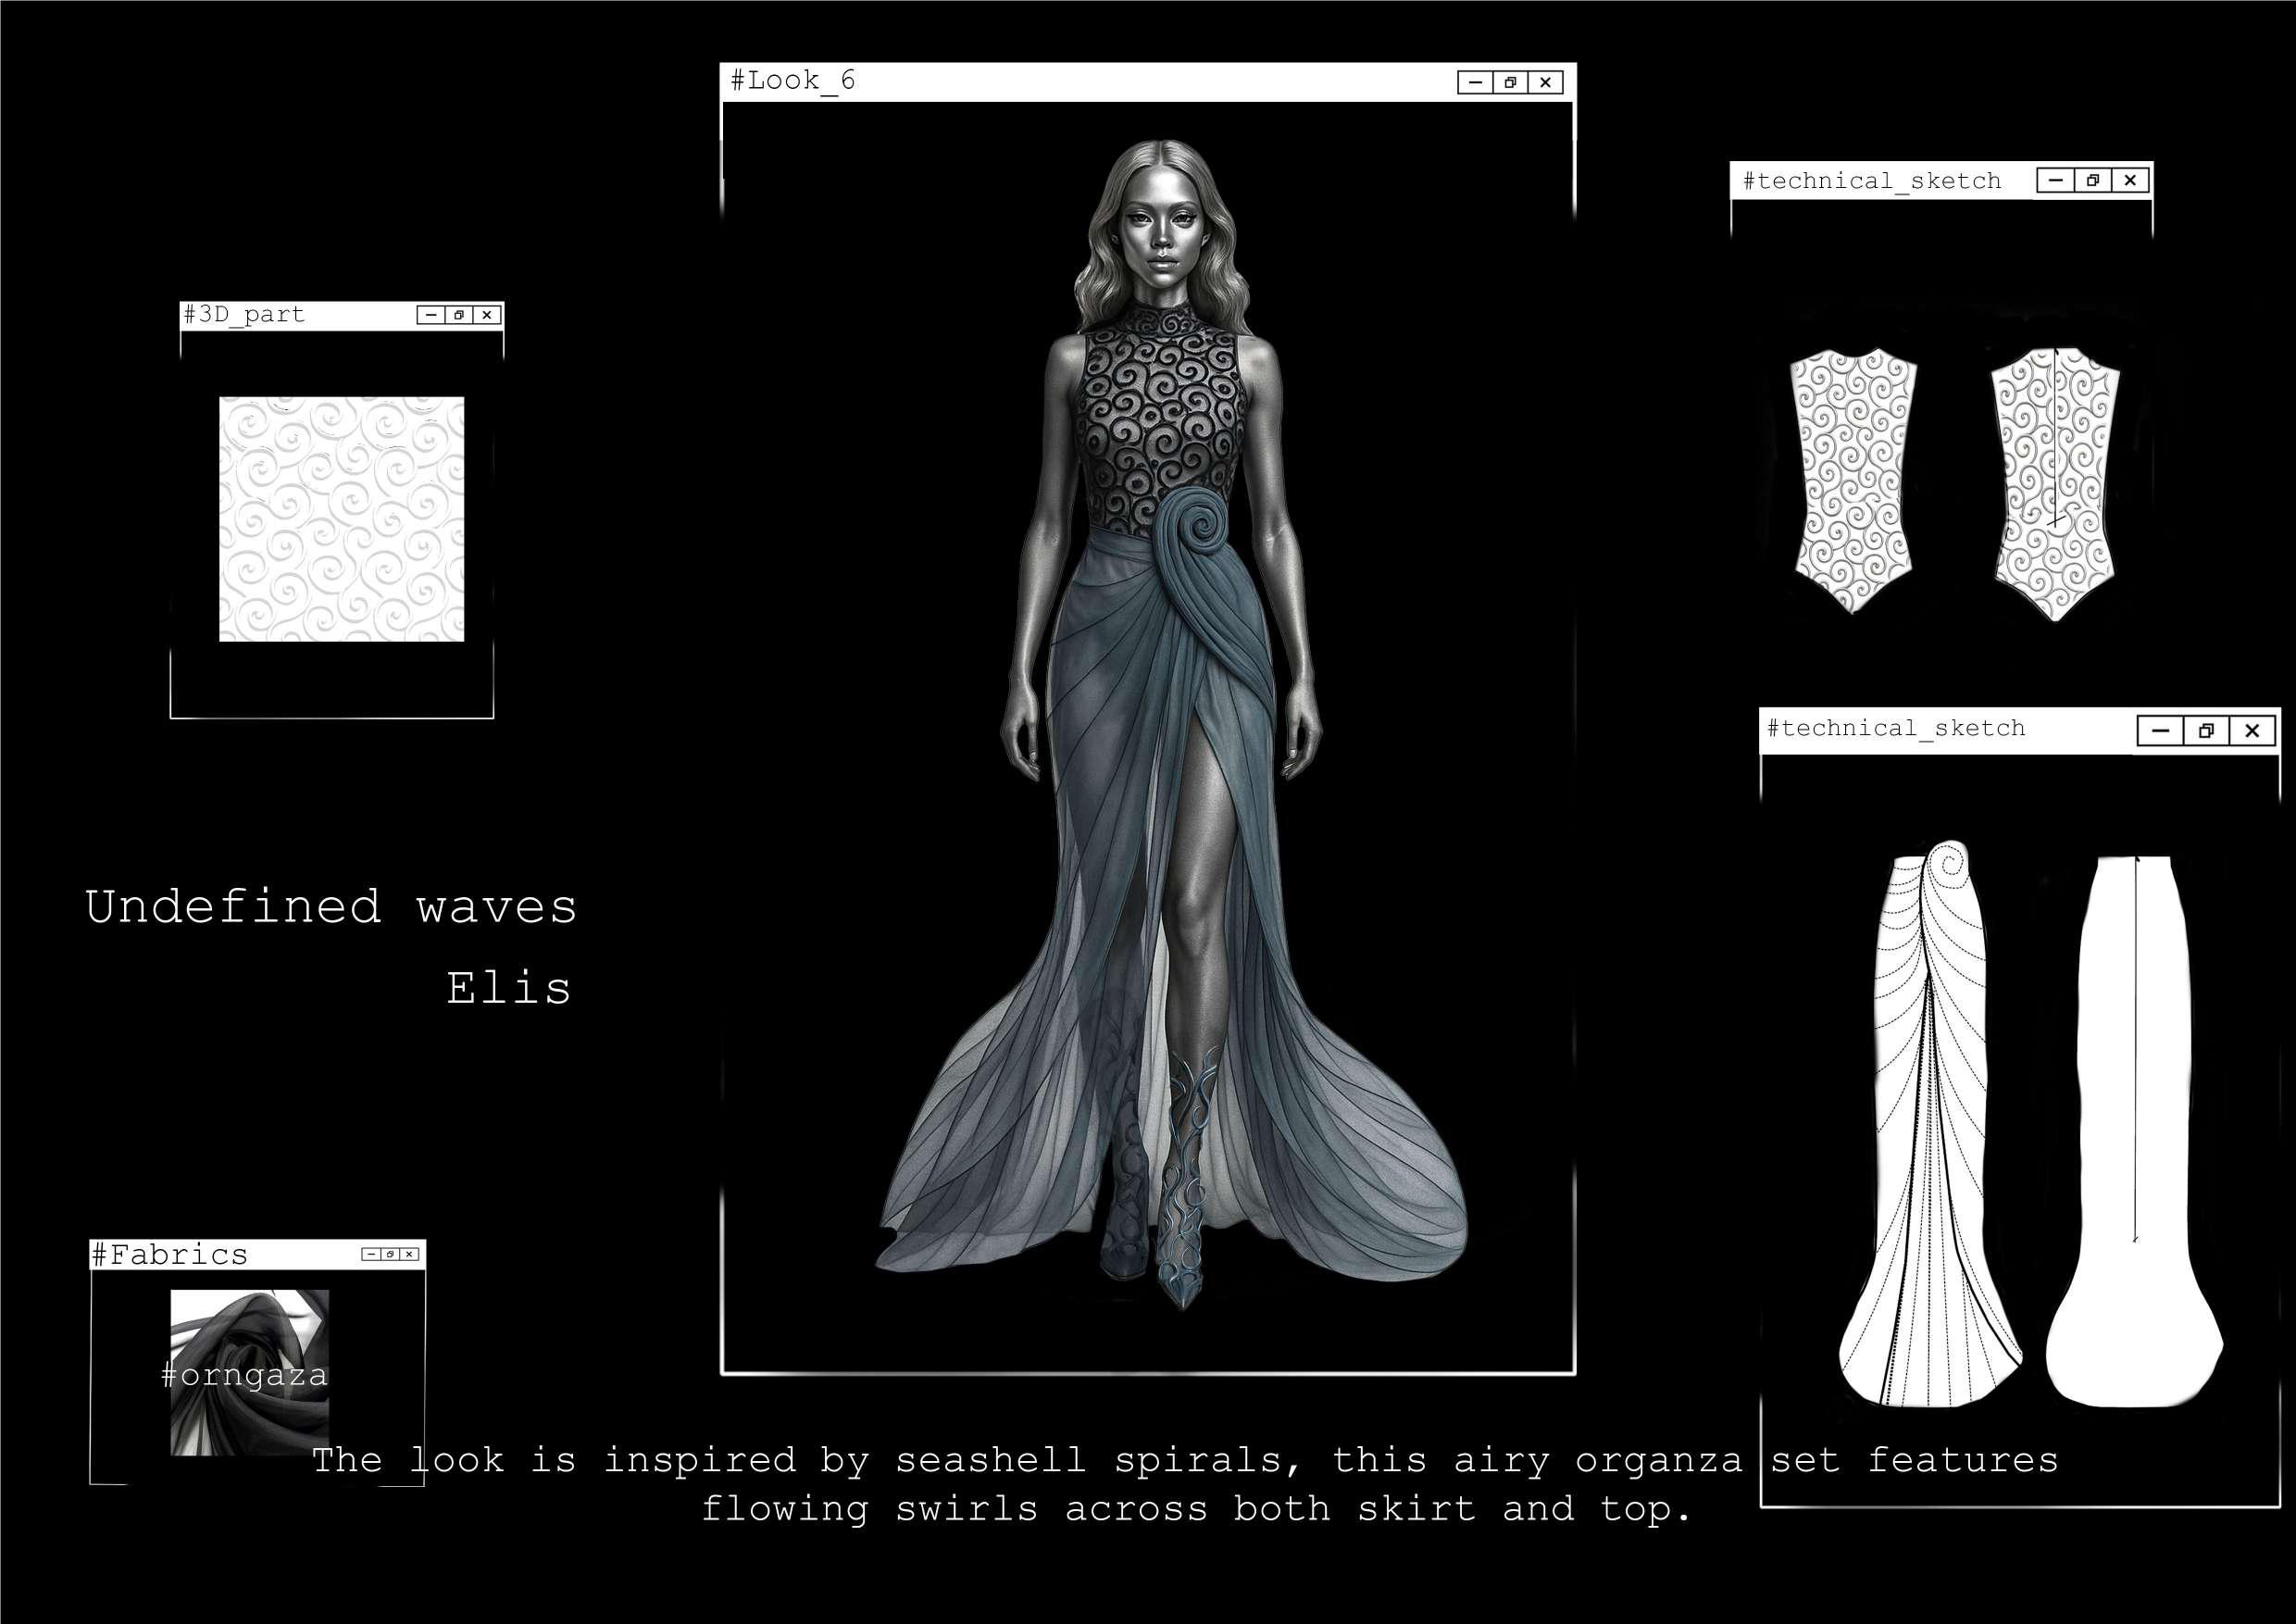 #Look_6
#technical_sketch
#3D_part
#technical_sketch
Undefined waves
Elis
#Fabrics
#orngaza
The look is inspired by seashell spirals, this airy organza set features
flowing swirls across both skirt and top.